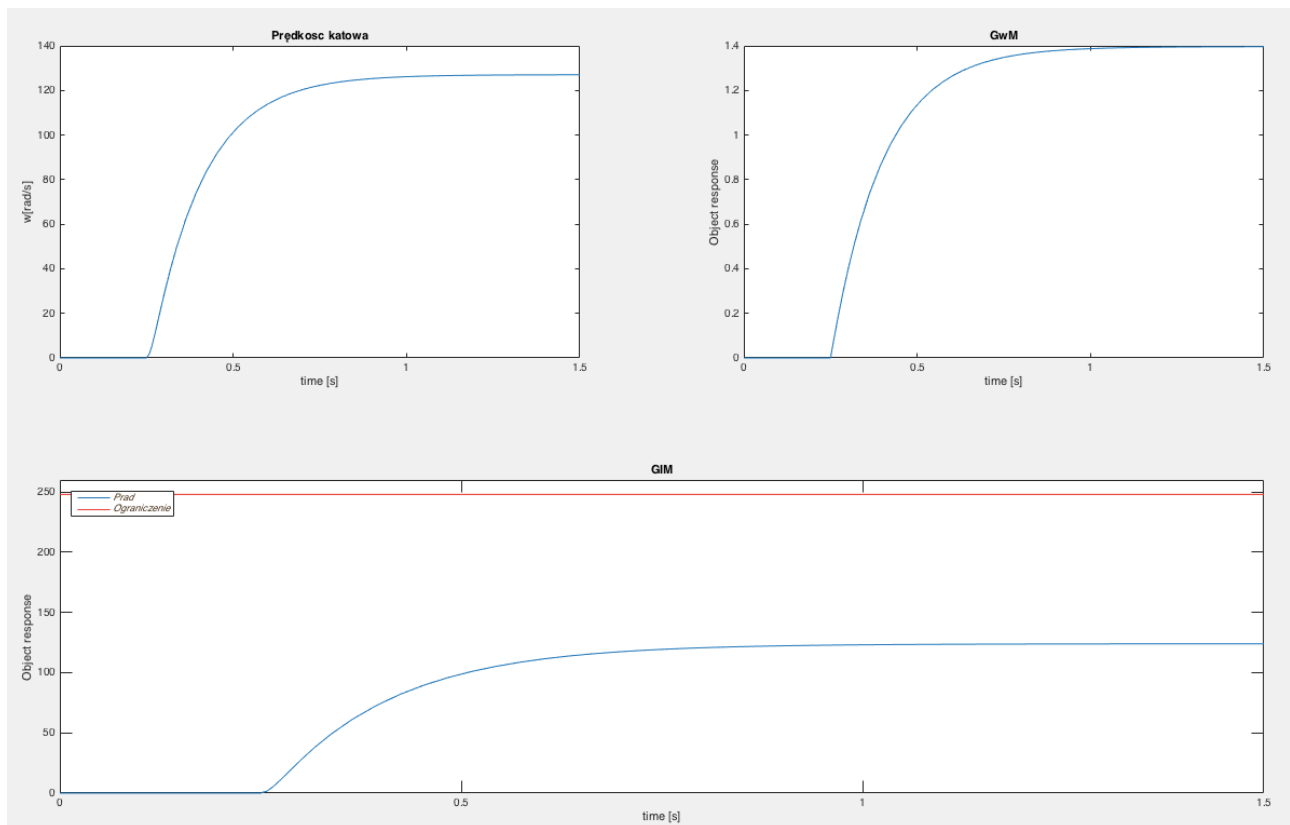 Prędkosc katowa
140
120
100
80
60
40
20
0
w[rad/s]
0 0.5 1 1.5
time [s]
GwM
1.4
1.2
1
0.8
0.6
0.4
0.2
0
Object response
0 0.5 1 1.5
time [s]
GIM
250
200
150
100
50
0
Object response
Prad
Ograniczenie
0 0.5 1 1.5
time [s]